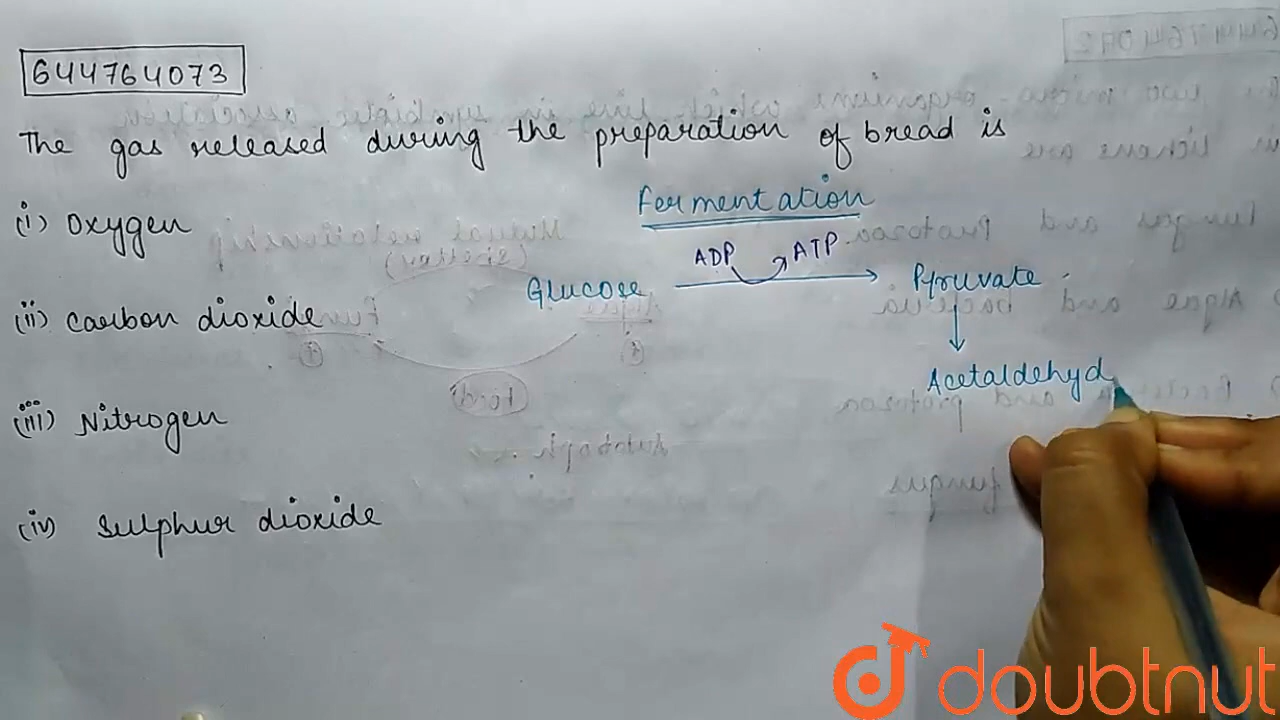 644764073
The gas released during the preparation of bread is
Fermentation
(i) Oxygen
ADP ATP
Glucose Pyruvate
(ii) Carbon dioxide
Acetaldehyd
(iii) Nitrogen
(iv) Sulphur dioxide
doubtnut